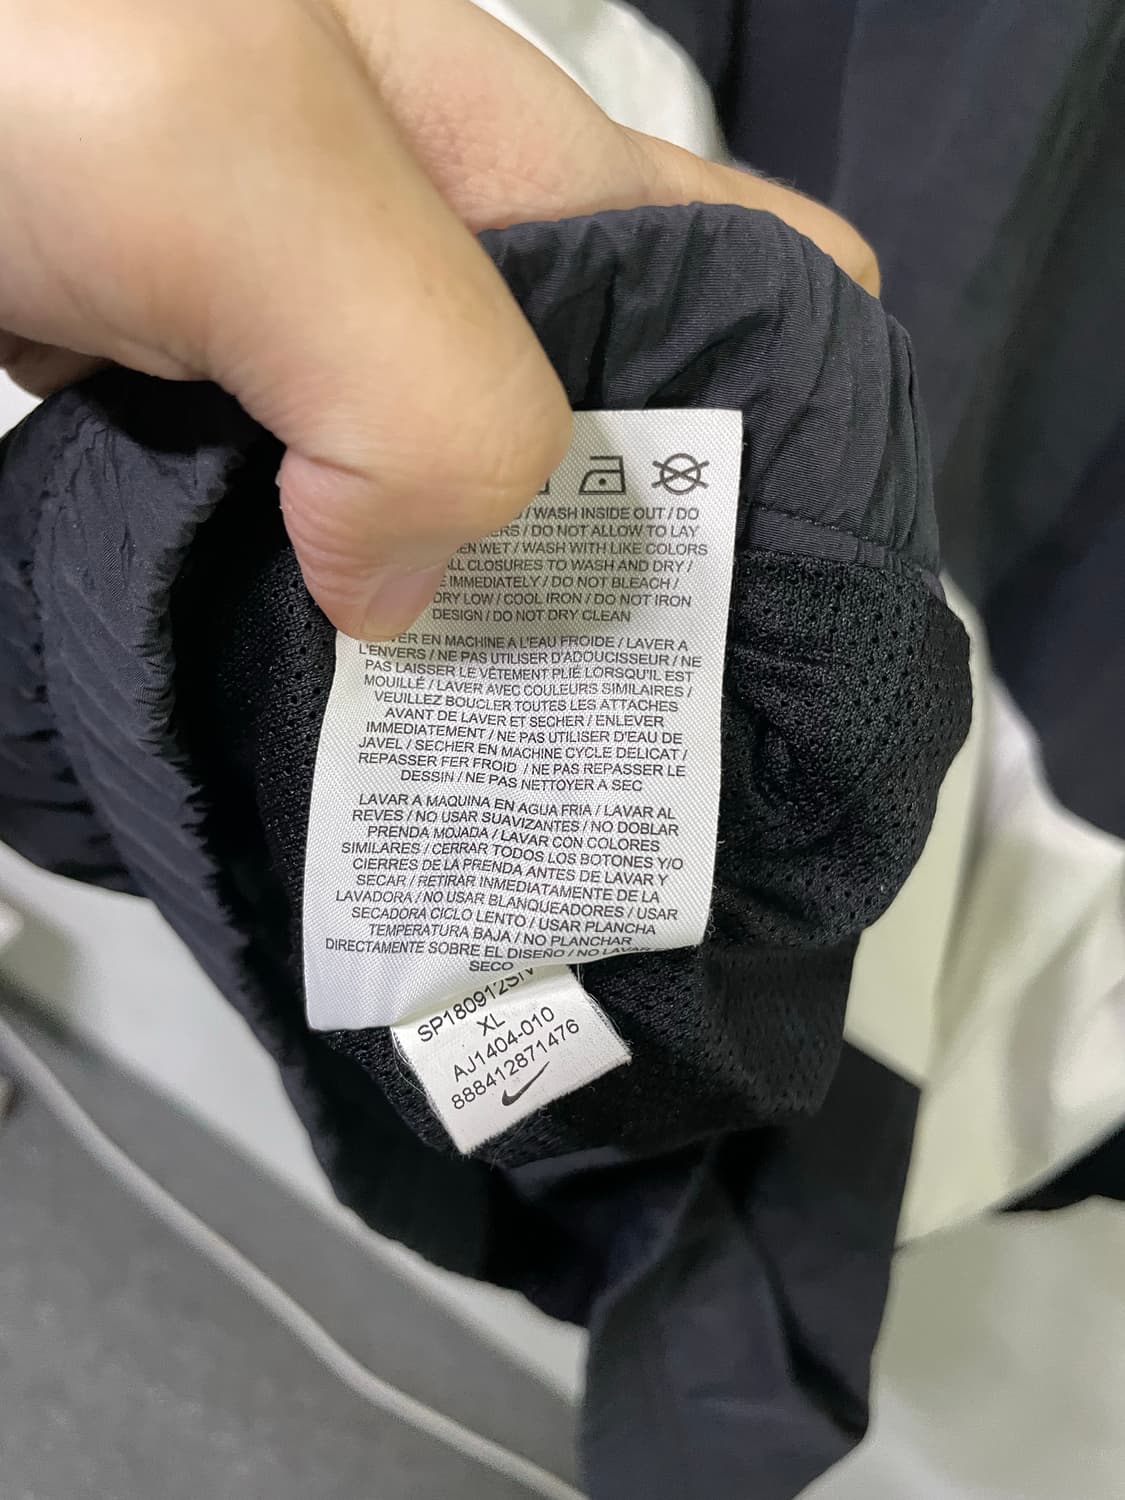 / WASH INSIDE OUT / DO
/ DO NOT ALLOW TO LAY
WET / WASH WITH LIKE COLORS
CLOSURES TO WASH AND DRY /
IMMEDIATELY / DO NOT BLEACH /
DRY LOW / COOL IRON / DO NOT IRON
DESIGN / DO NOT DRY CLEAN
EN MACHINE A L'EAU FROIDE / LAVER A
L'ENVERS / NE PAS UTILISER D'ADOUCISSEUR / NE
PAS LAISSER LE VÊTEMENT PLIÉ LORSQU'IL EST
MOUILLÉ / LAVER AVEC COULEURS SIMILAIRES /
VEUILLEZ BOUCLER TOUTES LES ATTACHES
AVANT DE LAVER ET SECHER / ENLEVER
IMMEDIATEMENT / NE PAS UTILISER D'EAU DE
JAVEL / SECHER EN MACHINE CYCLE DELICAT /
REPASSER FER FROID / NE PAS REPASSER LE
DESSIN / NE PAS NETTOYER A SEC
LAVAR A MAQUINA EN AGUA FRIA / LAVAR AL
REVES / NO USAR SUAVIZANTES / NO DOBLAR
PRENDA MOJADA / LAVAR CON COLORES
SIMILARES / CERRAR TODOS LOS BOTONES Y/O
CIERRES DE LA PRENDA ANTES DE LAVAR Y
SECAR / RETIRAR INMEDIATAMENTE DE LA
LAVADORA / NO USAR BLANQUEADORES / USAR
SECADORA CICLO LENTO / USAR PLANCHA
TEMPERATURA BAJA / NO PLANCHAR
DIRECTAMENTE SOBRE EL DISEÑO / NO LAVAR
SECO
SP180912SIV
XL
AJ1404-010
888412871476